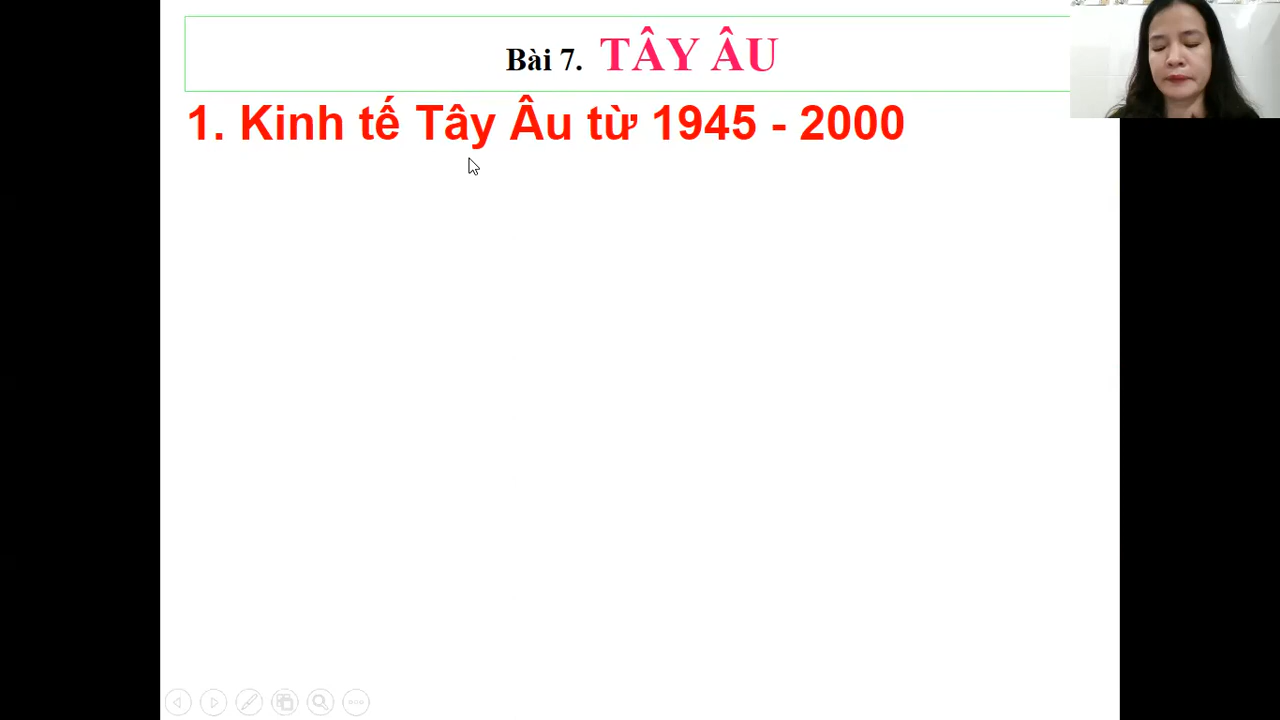 Bài 7. TÂY ÂU
1. Kinh tế Tây Âu từ 1945 - 2000